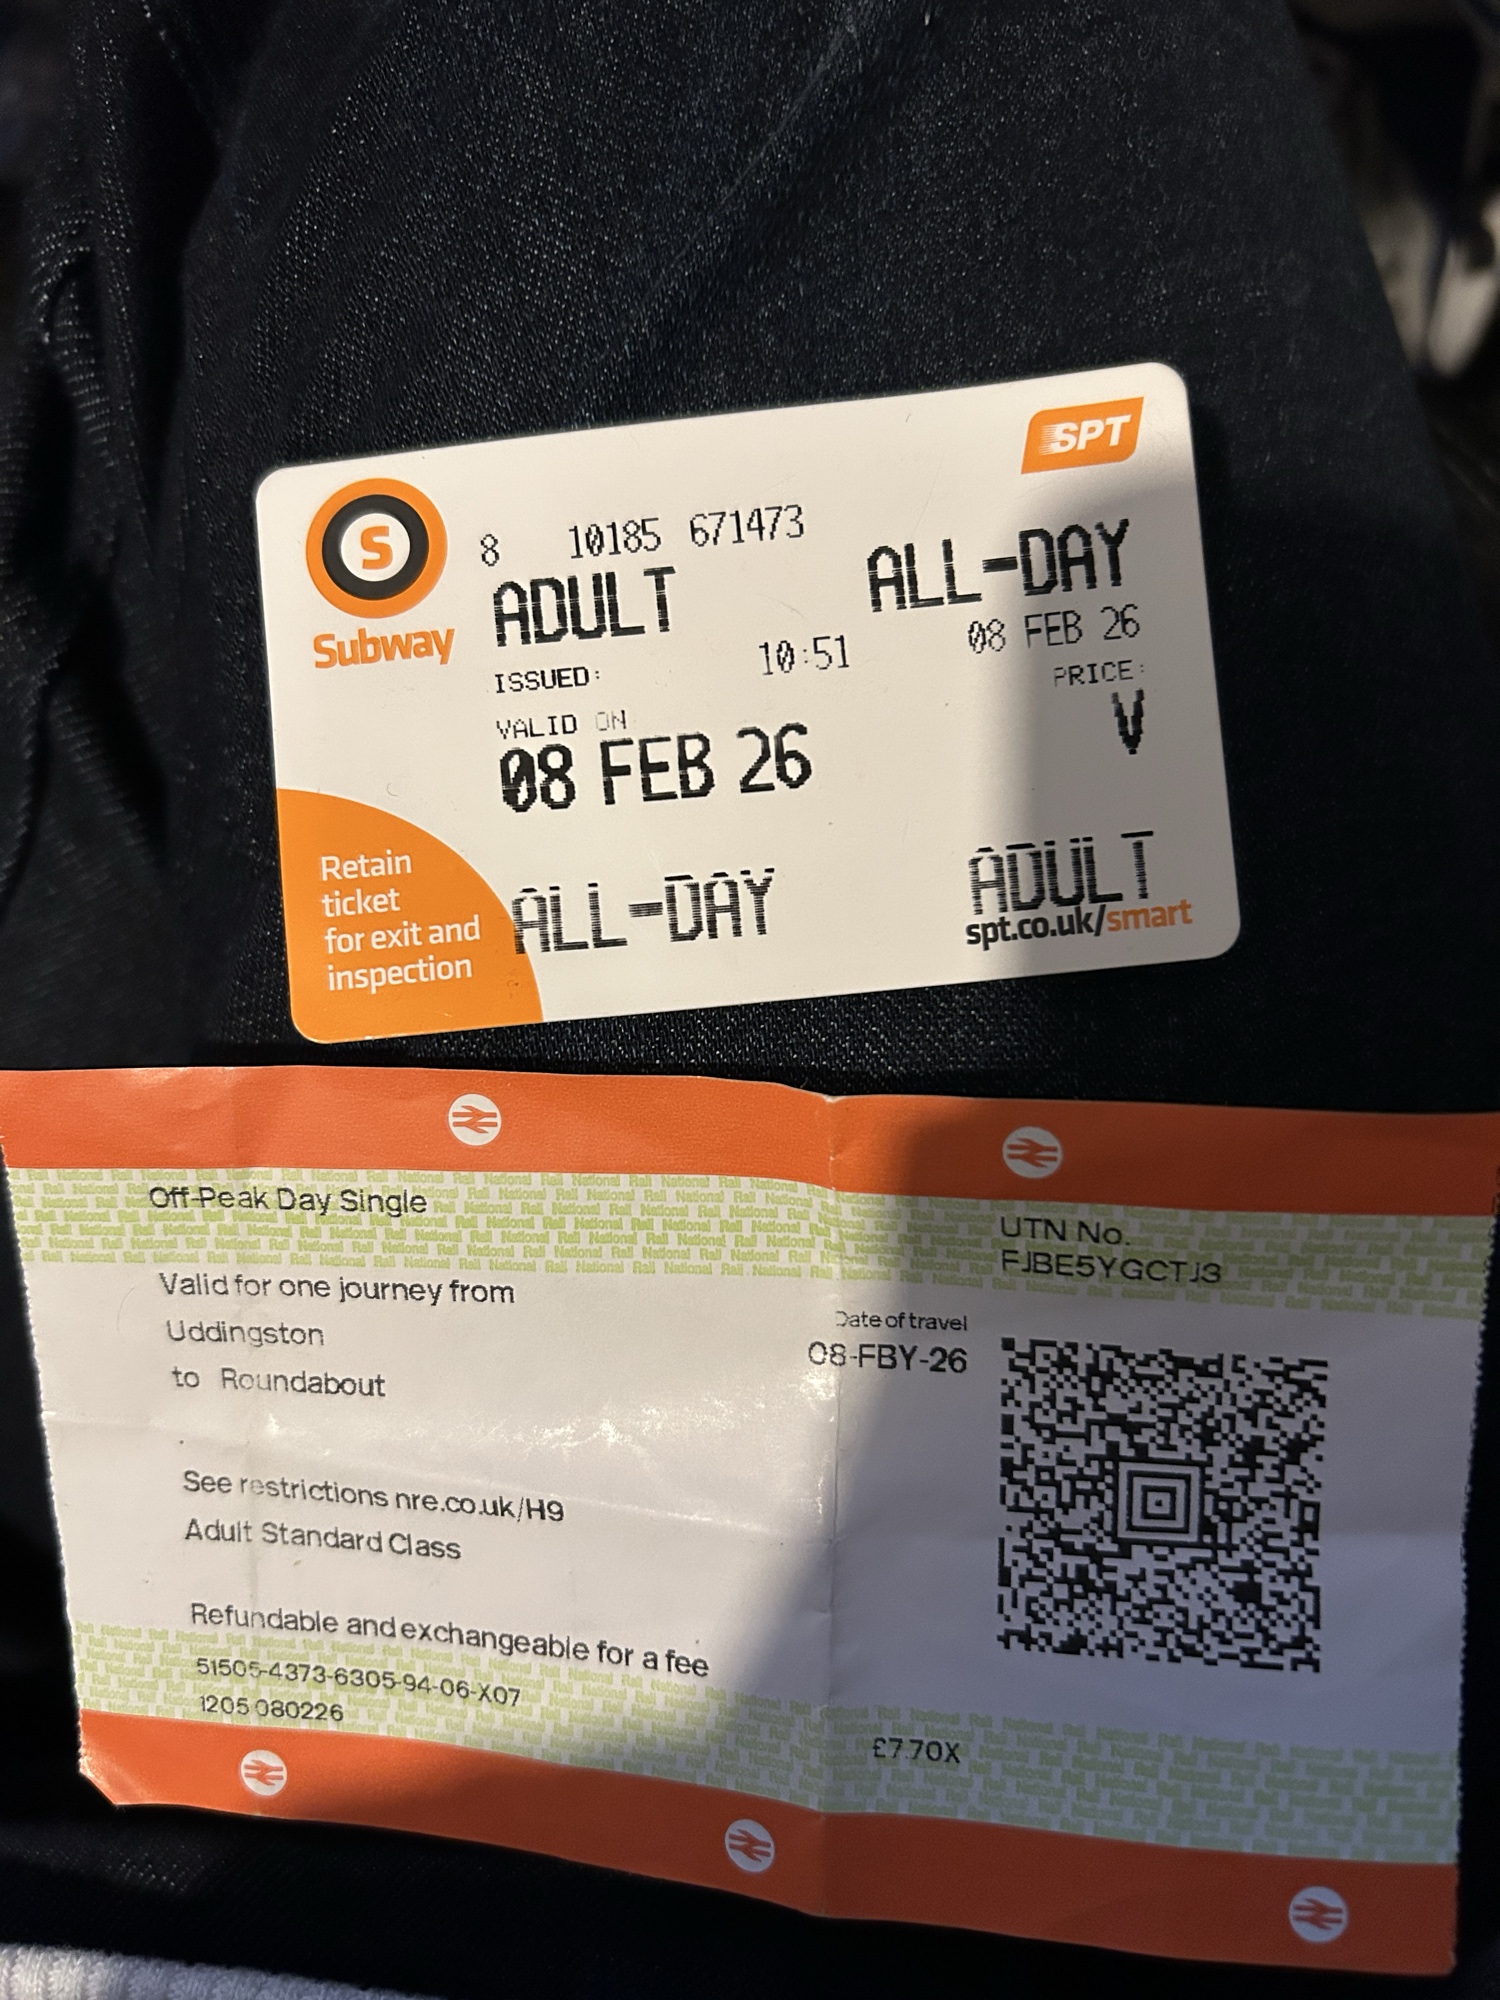 SPT
S
Subway
8 10185 671473
ADULT
ALL-DAY
ISSUED: 10:51 08 FEB 26
VALID ON
PRICE:
08 FEB 26
V
Retain
ticket
for exit and
inspection
ALL-DAY
ADULT
spt.co.uk/smart
Off-Peak Day Single
UTN No.
FJBE5YGCTJ3
Valid for one journey from
Uddingston
to Roundabout
Date of travel
08-FBY-26
See restrictions nre.co.uk/H9
Adult Standard Class
Refundable and exchangeable for a fee
51505-4373-6305-94-06-X07
1205 080226
£7.70X
National Rail